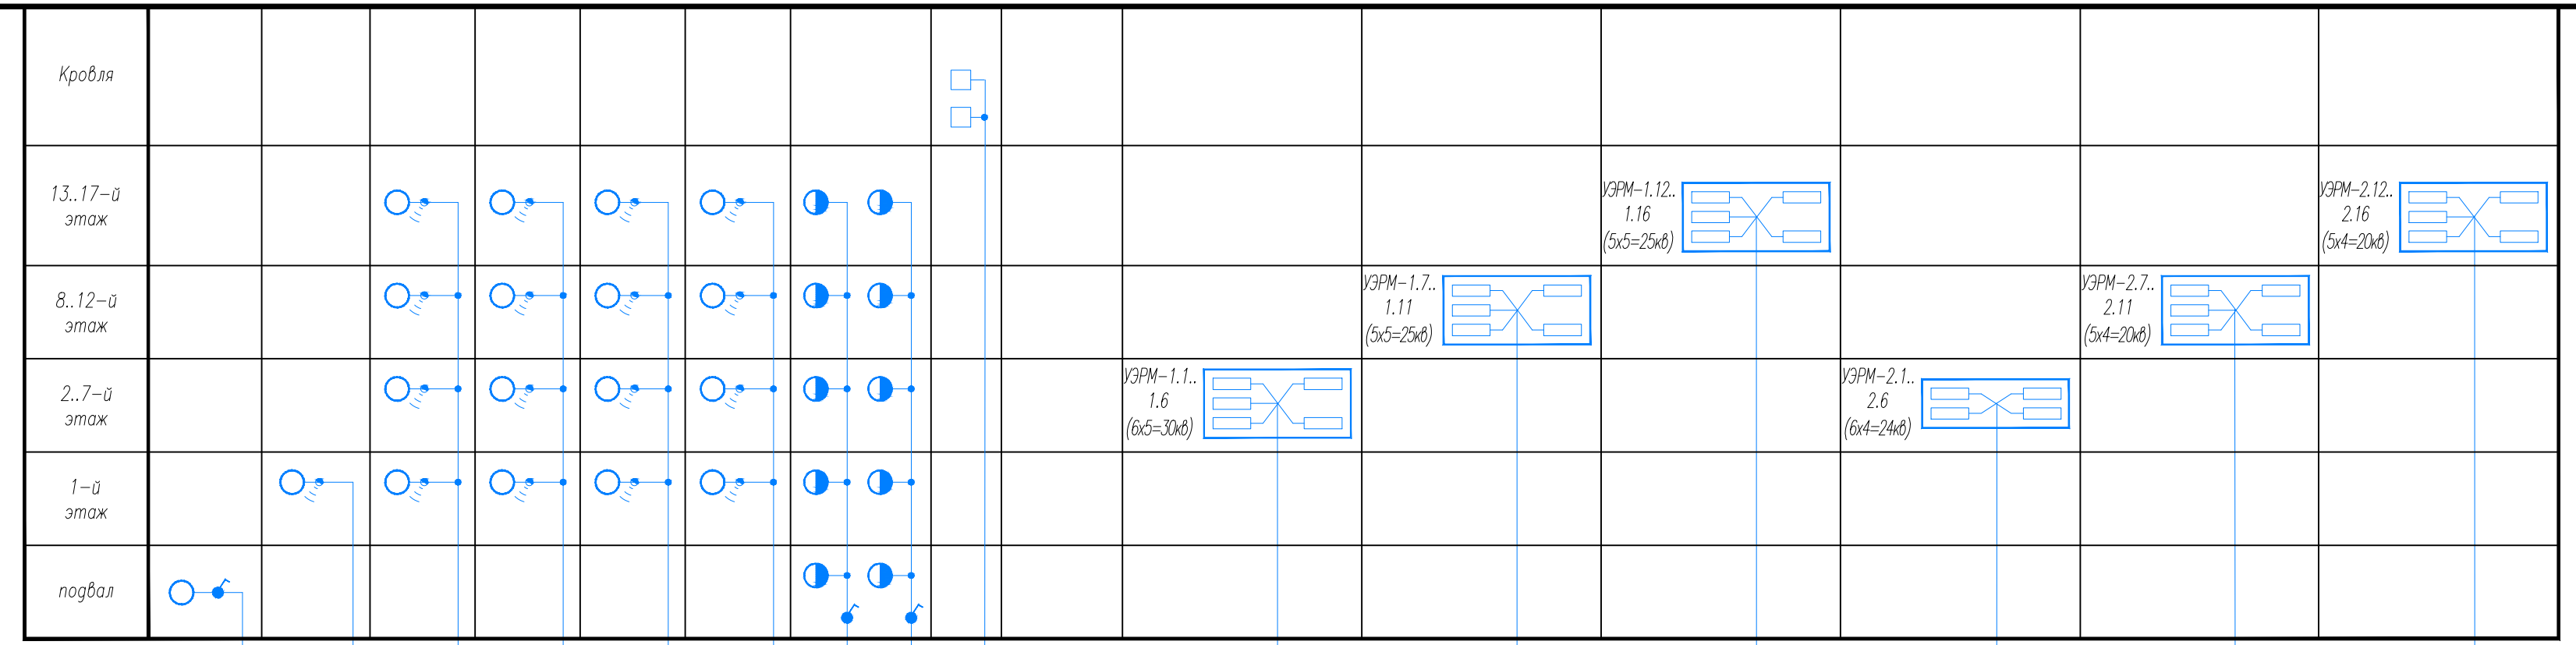 Кровля
13..17-й
этаж
УЭРМ-1.12..
1.16
(5х5=25кв)
УЭРМ-2.12..
2.16
(5х4=20кв)
8..12-й
этаж
УЭРМ-1.7..
1.11
(5х5=25кв)
УЭРМ-2.7..
2.11
(5х4=20кв)
2..7-й
этаж
УЭРМ-1.1..
1.6
(6х5=30кв)
УЭРМ-2.1..
2.6
(6х4=24кв)
1-й
этаж
подвал